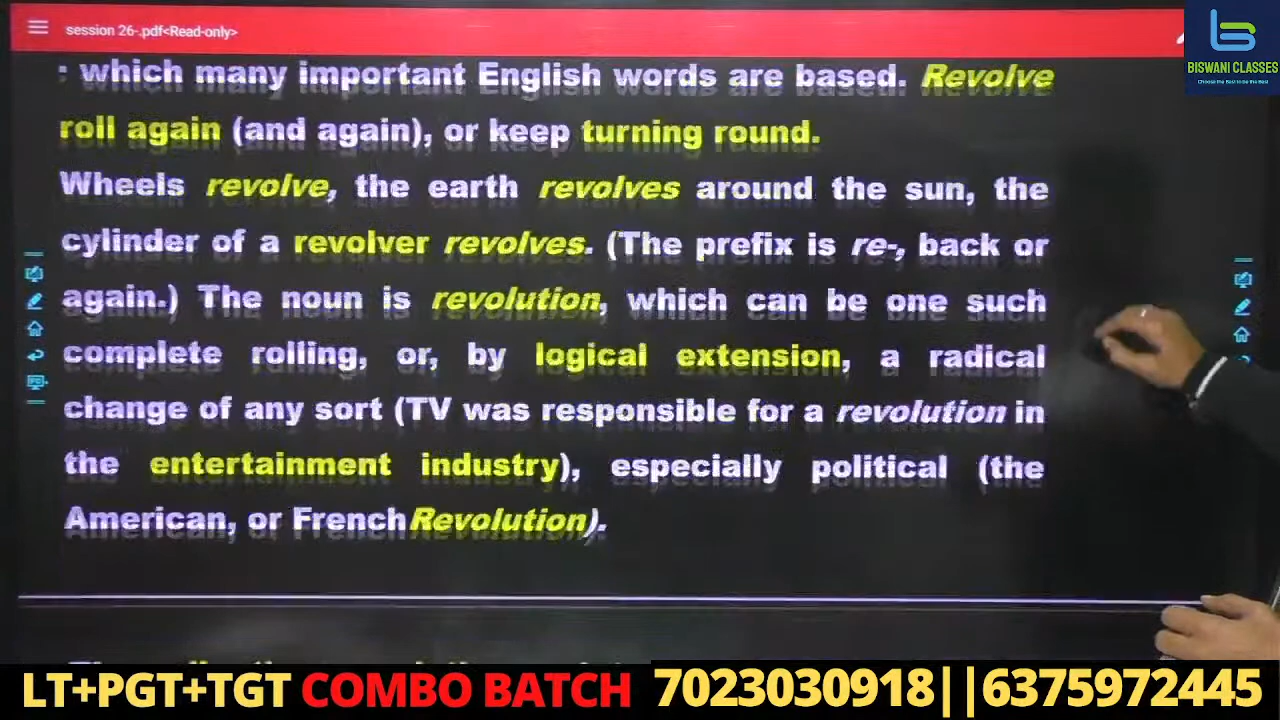 session 26-.pdf<Read-only>
BISWANI CLASSES
: which many important English words are based. Revolve
roll again (and again), or keep turning round.
Wheels revolve, the earth revolves around the sun, the
cylinder of a revolver revolves. (The prefix is re-, back or
again.) The noun is revolution, which can be one such
complete rolling, or, by logical extension, a radical
change of any sort (TV was responsible for a revolution in
the entertainment industry), especially political (the
American, or French Revolution).
LT+PGT+TGT COMBO BATCH 7023030918||6375972445